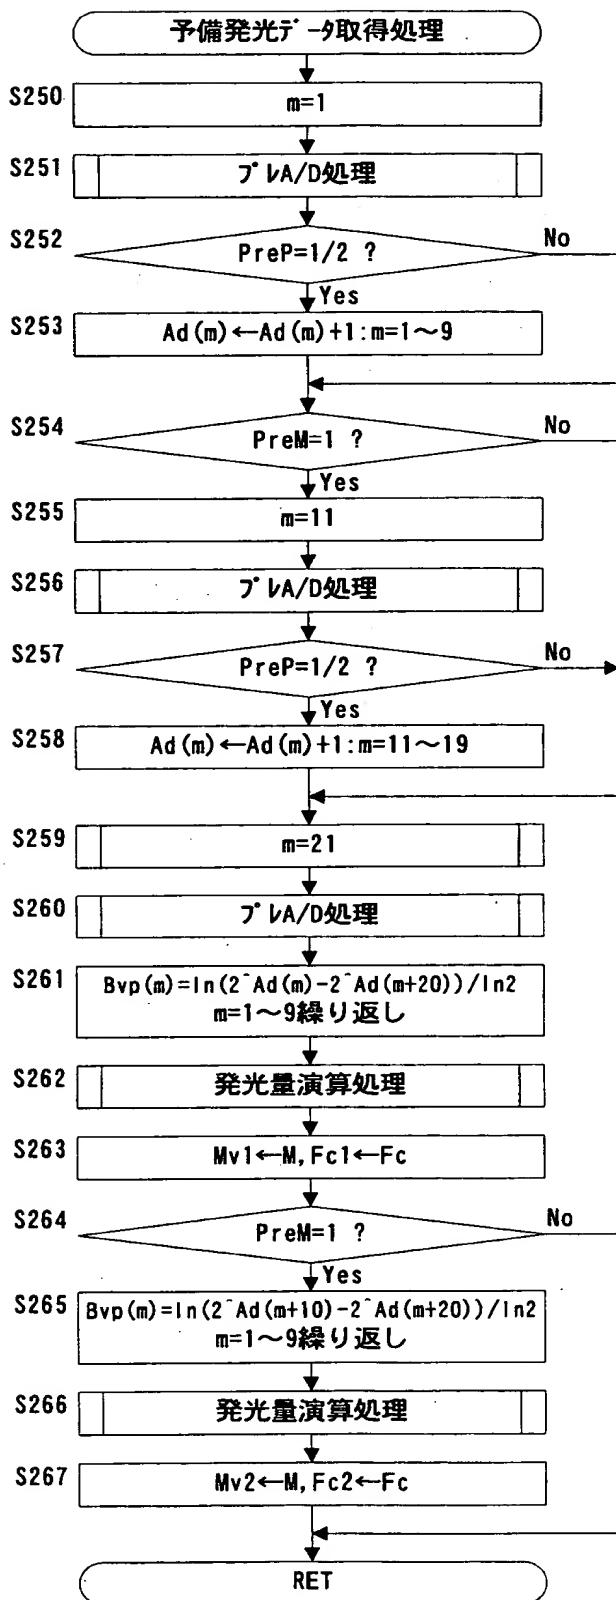 予備発光データ取得処理
S250
m=1
S251
プレA/D処理
S252
PreP=1/2 ?
No
Yes
S253
Ad(m)←Ad(m)+1:m=1〜9
S254
PreM=1 ?
No
Yes
S255
m=11
S256
プレA/D処理
S257
PreP=1/2 ?
No
Yes
S258
Ad(m)←Ad(m)+1:m=11〜19
S259
m=21
S260
プレA/D処理
S261
Bvp(m)=ln(2^Ad(m)-2^Ad(m+20))/ln2
m=1〜9繰り返し
S262
発光量演算処理
S263
Mv1←M,Fc1←Fc
S264
PreM=1 ?
No
Yes
S265
Bvp(m)=ln(2^Ad(m+10)-2^Ad(m+20))/ln2
m=1〜9繰り返し
S266
発光量演算処理
S267
Mv2←M,Fc2←Fc
RET